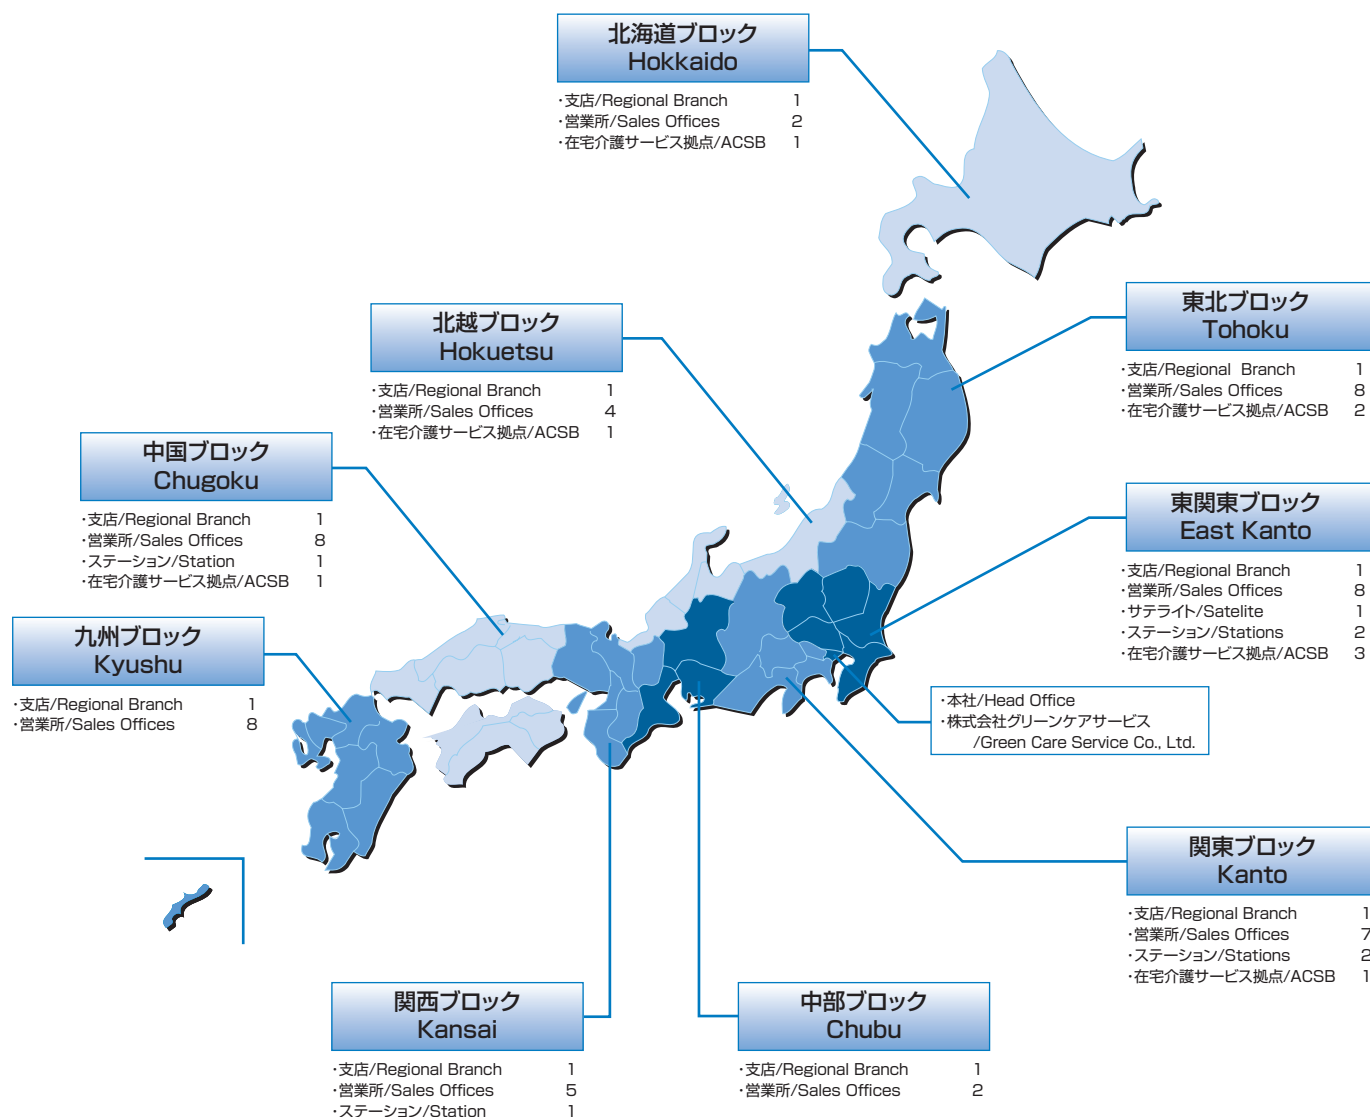 北海道ブロック
Hokkaido
・支店/Regional Branch 1
・営業所/Sales Offices 2
・在宅介護サービス拠点/ACSB 1
北越ブロック
Hokuetsu
・支店/Regional Branch 1
・営業所/Sales Offices 4
・在宅介護サービス拠点/ACSB 1
東北ブロック
Tohoku
・支店/Regional Branch 1
・営業所/Sales Offices 8
・在宅介護サービス拠点/ACSB 2
中国ブロック
Chugoku
・支店/Regional Branch 1
・営業所/Sales Offices 8
・ステーション/Station 1
・在宅介護サービス拠点/ACSB 1
東関東ブロック
East Kanto
・支店/Regional Branch 1
・営業所/Sales Offices 8
・サテライト/Satelite 1
・ステーション/Stations 2
・在宅介護サービス拠点/ACSB 3
九州ブロック
Kyushu
・支店/Regional Branch 1
・営業所/Sales Offices 8
・本社/Head Office
・株式会社グリーンケアサービス
/Green Care Service Co., Ltd.
関東ブロック
Kanto
・支店/Regional Branch 1
・営業所/Sales Offices 7
・ステーション/Stations 2
・在宅介護サービス拠点/ACSB 1
関西ブロック
Kansai
・支店/Regional Branch 1
・営業所/Sales Offices 5
・ステーション/Station 1
中部ブロック
Chubu
・支店/Regional Branch 1
・営業所/Sales Offices 2